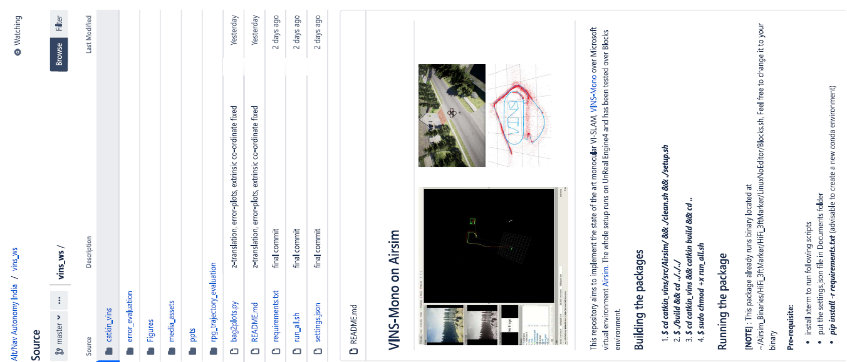 Ati/Nav Autonomy India / vins_ws
Watching
Source
master
...
vins_ws /
Browse Filter
Source Description Last Modified
catkin_vins
error_evaluation
Figures
media_assets
ppts
rpg_trajectory_evaluation
bag2plots.py z=translation, error=plots, extrinsic co=ordinate fixed Yesterday
README.md z=translation, error=plots, extrinsic co=ordinate fixed Yesterday
requirements.txt final commit 2 days ago
run_all.sh final commit 2 days ago
settings.json final commit 2 days ago
README.md
VINS=Mono on Airsim
This repository aims to implement the state of the art monocular VI=SLAM, VINS=Mono over Microsoft
virtual environment Airsim. The whole setup runs on UnReal Engine4 and has been tested over Blocks
environment.
Building the packages
1. $ cd catkin_vins/src/AirSim/ && ./clean.sh && ./setup.sh
2. $ ./build && cd ../../../
3. $ cd catkin_vins && catkin build && cd ..
4. $ sudo chmod +x run_all.sh
Running the package
[NOTE] : This package already runs binary located at
~/Airsim_Binaries/HiFi_3ftMarker/HiFi_3ftMarker/LinuxNoEditor/Blocks.sh. Feel free to change it to your
binary
Pre=requisite:
• install xterm to run following scripts
• put the settings.json file in Documents folder
• pip install -r requirements.txt (advisable to create a new conda environment)